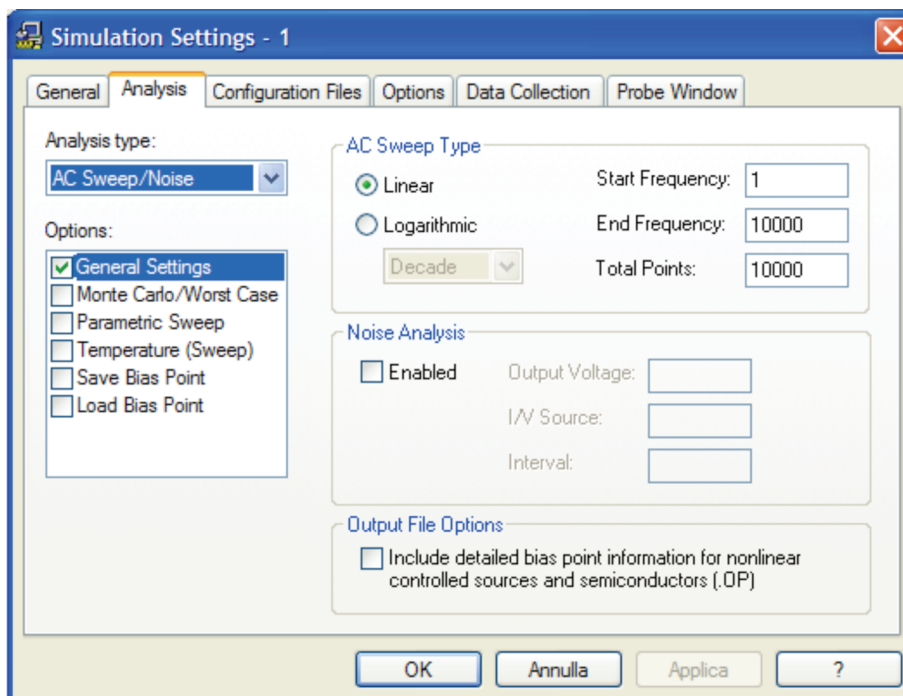 Simulation Settings - 1
General
Analysis
Configuration Files
Options
Data Collection
Probe Window
Analysis type:
AC Sweep/Noise
Options:
General Settings
Monte Carlo/Worst Case
Parametric Sweep
Temperature (Sweep)
Save Bias Point
Load Bias Point
AC Sweep Type
Linear
Logarithmic
Decade
Start Frequency: 1
End Frequency: 10000
Total Points: 10000
Noise Analysis
Enabled
Output Voltage:
I/V Source:
Interval:
Output File Options
Include detailed bias point information for nonlinear
controlled sources and semiconductors (.OP)
OK
Annulla
Applica
?